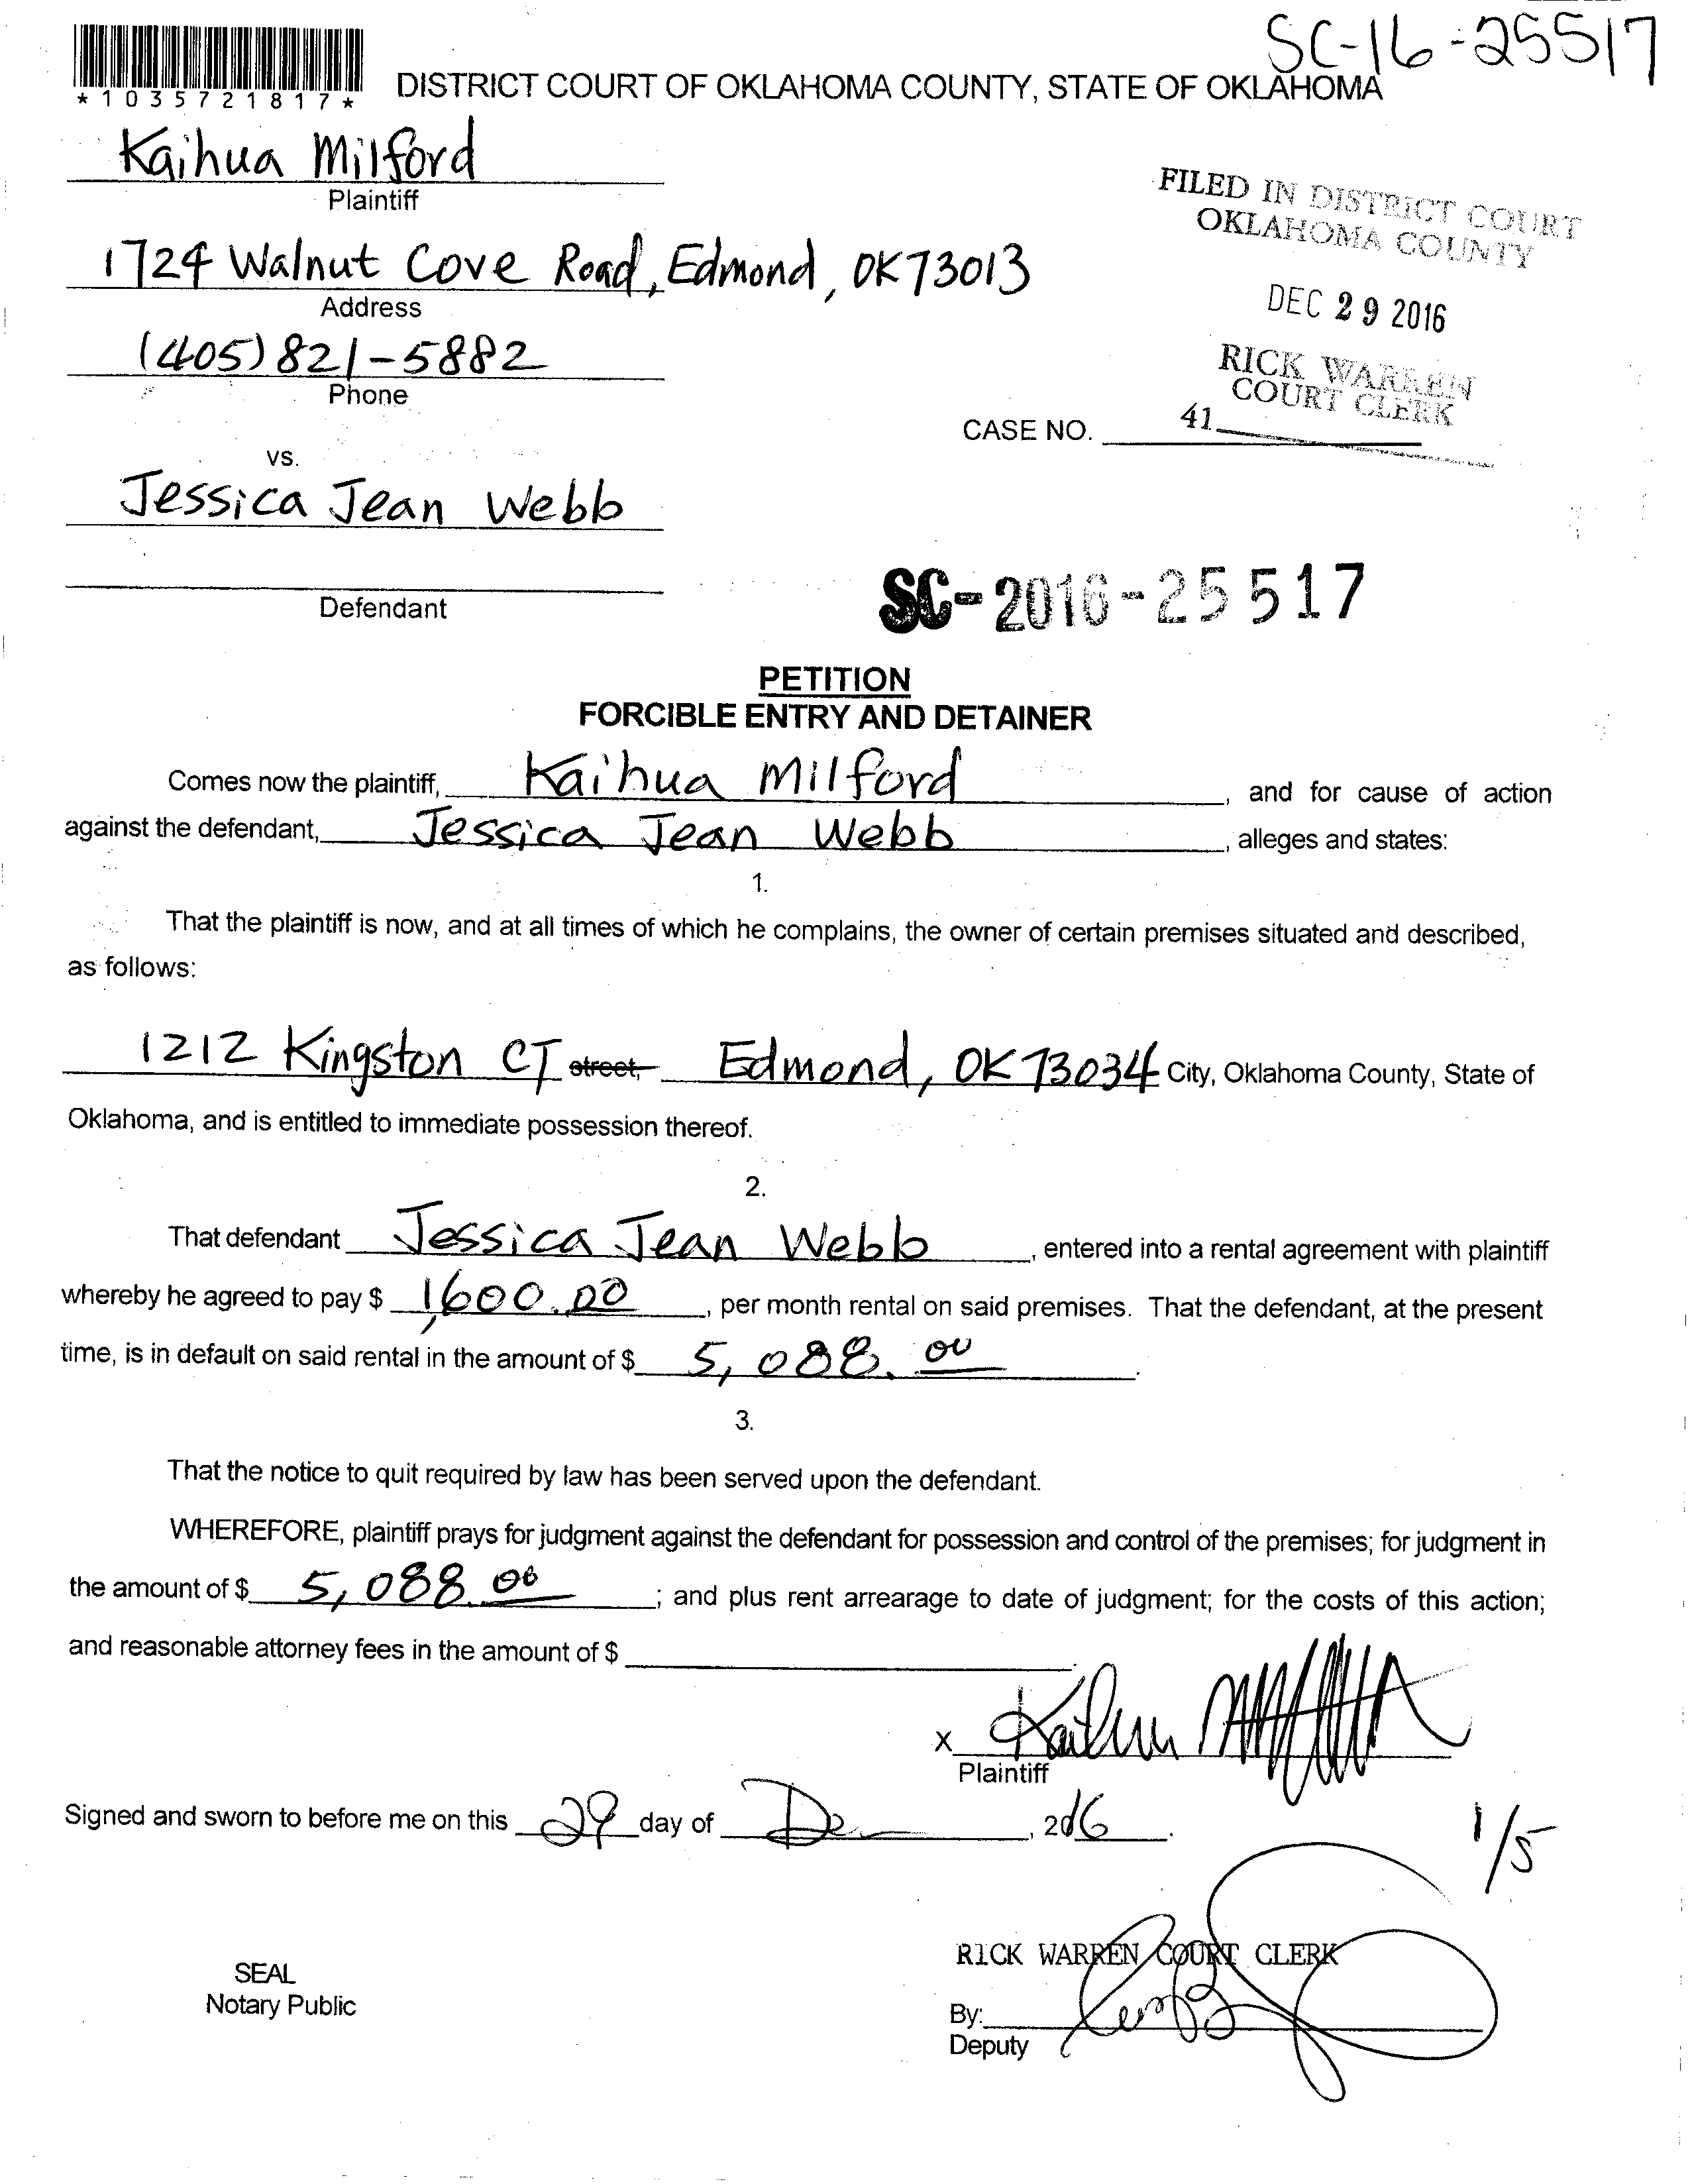 SC-16-25517
*1035721817*
DISTRICT COURT OF OKLAHOMA COUNTY, STATE OF OKLAHOMA
Kaihua Milford
Plaintiff
FILED IN DISTRICT COURT
OKLAHOMA COUNTY
1724 Walnut Cove Road, Edmond, OK 73013
Address
DEC 29 2016
(405) 821-5882
Phone
RICK WARREN
COURT CLERK
CASE NO. 41
VS.
Jessica Jean Webb
Defendant
SC-2016-25517
PETITION
FORCIBLE ENTRY AND DETAINER
Comes now the plaintiff, Kaihua Milford, and for cause of action
against the defendant, Jessica Jean Webb, alleges and states:
1.
That the plaintiff is now, and at all times of which he complains, the owner of certain premises situated and described,
as follows:
1212 Kingston CT street, Edmond, OK 73034 City, Oklahoma County, State of
Oklahoma, and is entitled to immediate possession thereof.
2.
That defendant Jessica Jean Webb, entered into a rental agreement with plaintiff
whereby he agreed to pay $ 1,600.00, per month rental on said premises. That the defendant, at the present
time, is in default on said rental in the amount of $ 5,088.00.
3.
That the notice to quit required by law has been served upon the defendant.
WHEREFORE, plaintiff prays for judgment against the defendant for possession and control of the premises; for judgment in
the amount of $ 5,088.00; and plus rent arrearage to date of judgment; for the costs of this action;
and reasonable attorney fees in the amount of $
X
Plaintiff
Signed and sworn to before me on this 29 day of De, 2016.
1/5
RICK WARREN COURT CLERK
SEAL
Notary Public
By:
Deputy